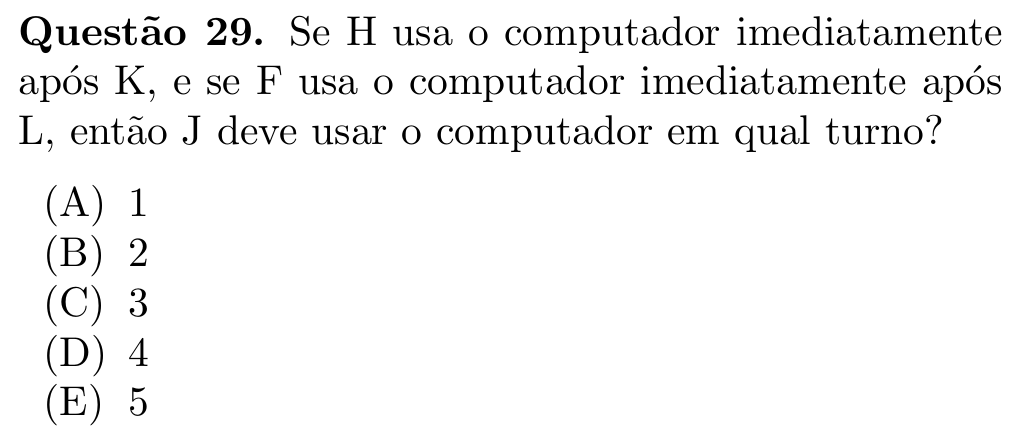 Questão 29. Se H usa o computador imediatamente
após K, e se F usa o computador imediatamente após
L, então J deve usar o computador em qual turno?
(A) 1
(B) 2
(C) 3
(D) 4
(E) 5